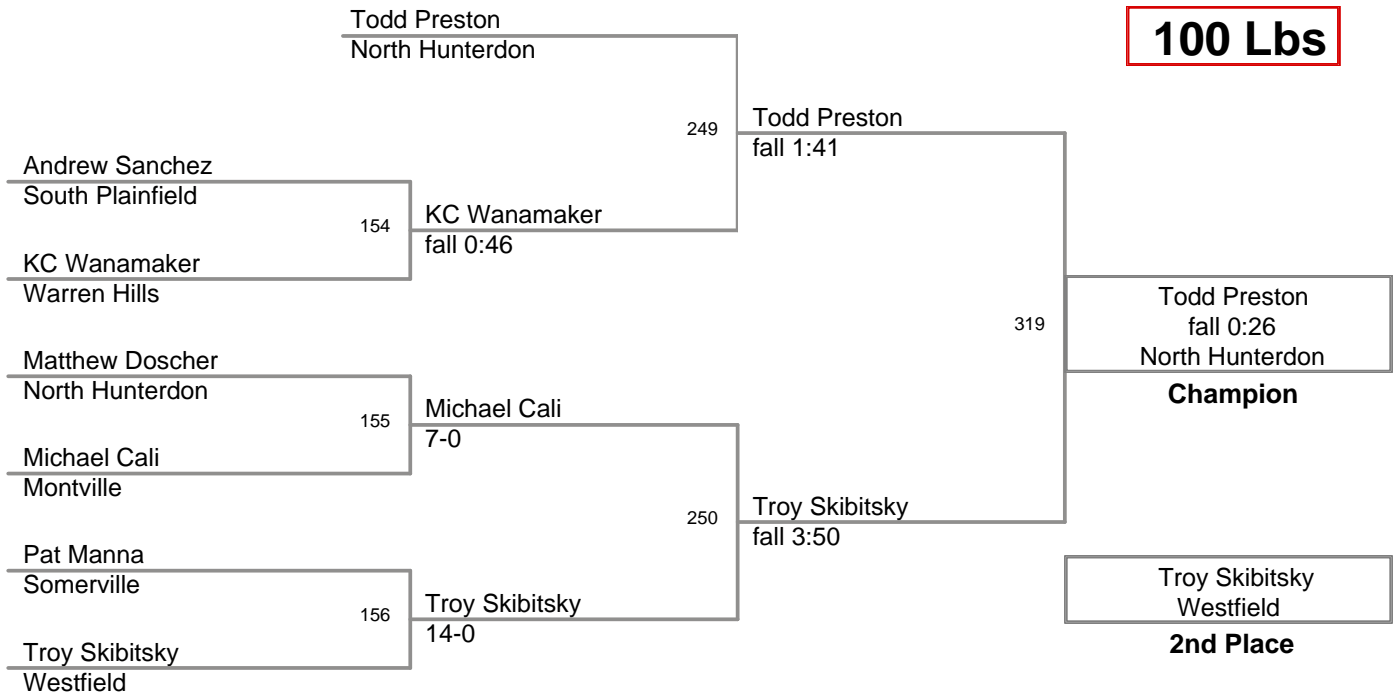 Todd Preston
North Hunterdon
100 Lbs
249
Todd Preston
fall 1:41
Andrew Sanchez
South Plainfield
154
KC Wanamaker
fall 0:46
KC Wanamaker
Warren Hills
319
Todd Preston
fall 0:26
North Hunterdon
Champion
Matthew Doscher
North Hunterdon
155
Michael Cali
7-0
Michael Cali
Montville
250
Troy Skibitsky
fall 3:50
Pat Manna
Somerville
156
Troy Skibitsky
14-0
Troy Skibitsky
Westfield
Troy Skibitsky
Westfield
2nd Place